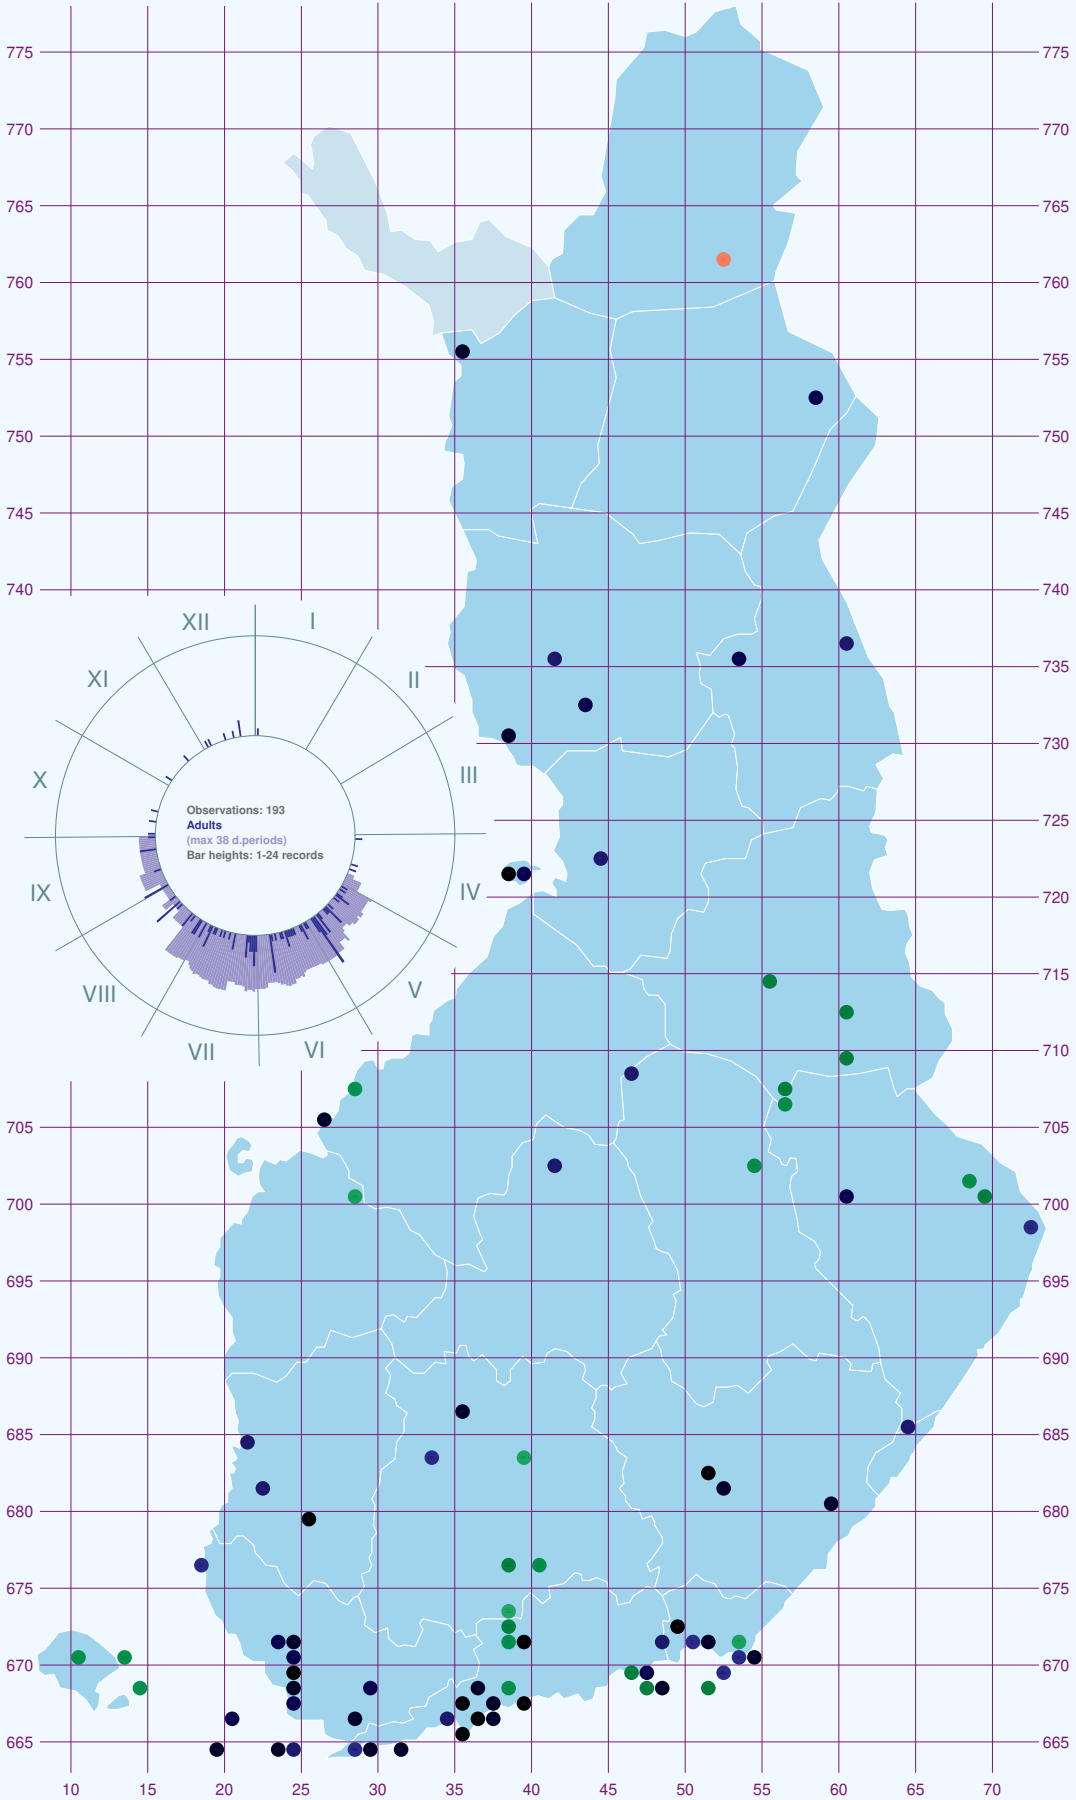 775 775
770 770
765 765
760 760
755 755
750 750
745 745
740 740
XII I
XI II
735 735
730 730
X III
Observations: 193
Adults
(max 38 d.periods)
Bar heights: 1-24 records
725 725
IX IV
720 720
715 715
VIII V
VII VI
710 710
705 705
700 700
695 695
690 690
685 685
680 680
675 675
670 670
665 665
10 15 20 25 30 35 40 45 50 55 60 65 70